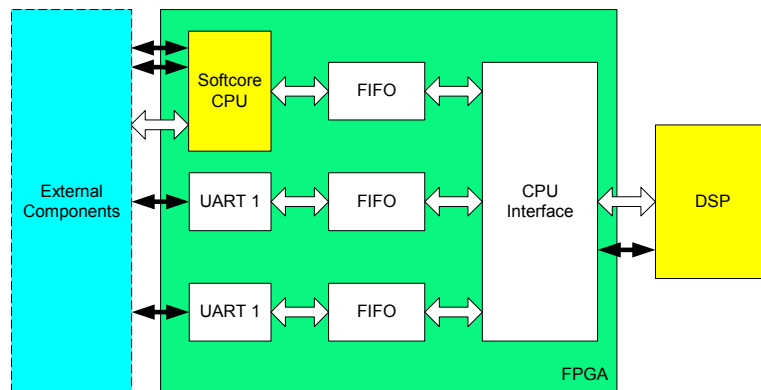 Softcore
CPU
FIFO
External
Components
UART 1
FIFO
CPU
Interface
DSP
UART 1
FIFO
FPGA